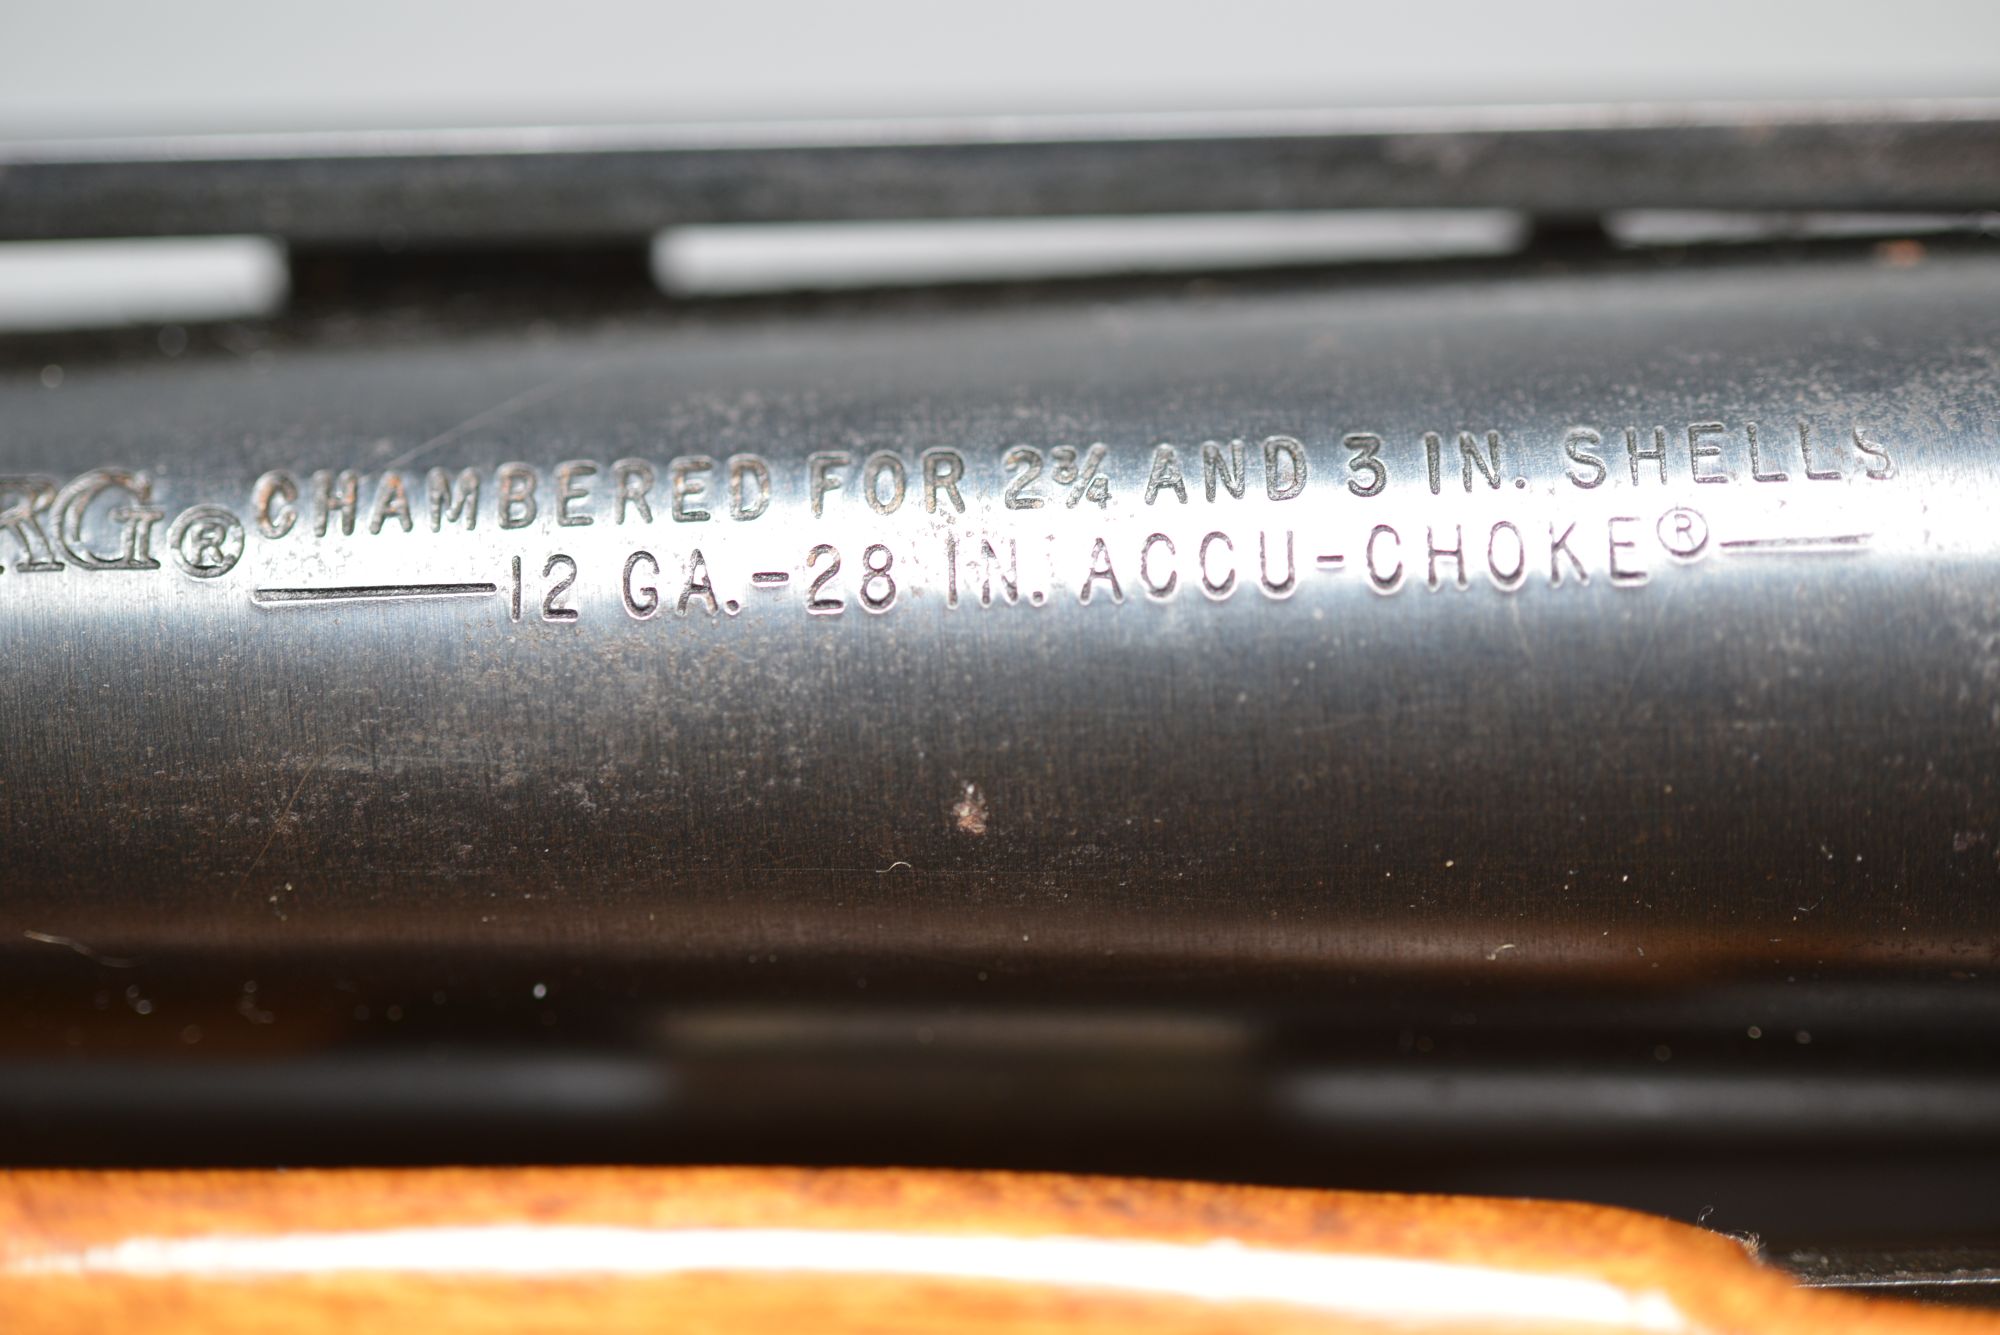 RG® CHAMBERED FOR 2¾ AND 3 IN. SHELLS
12 GA.-28 IN. ACCU-CHOKE®